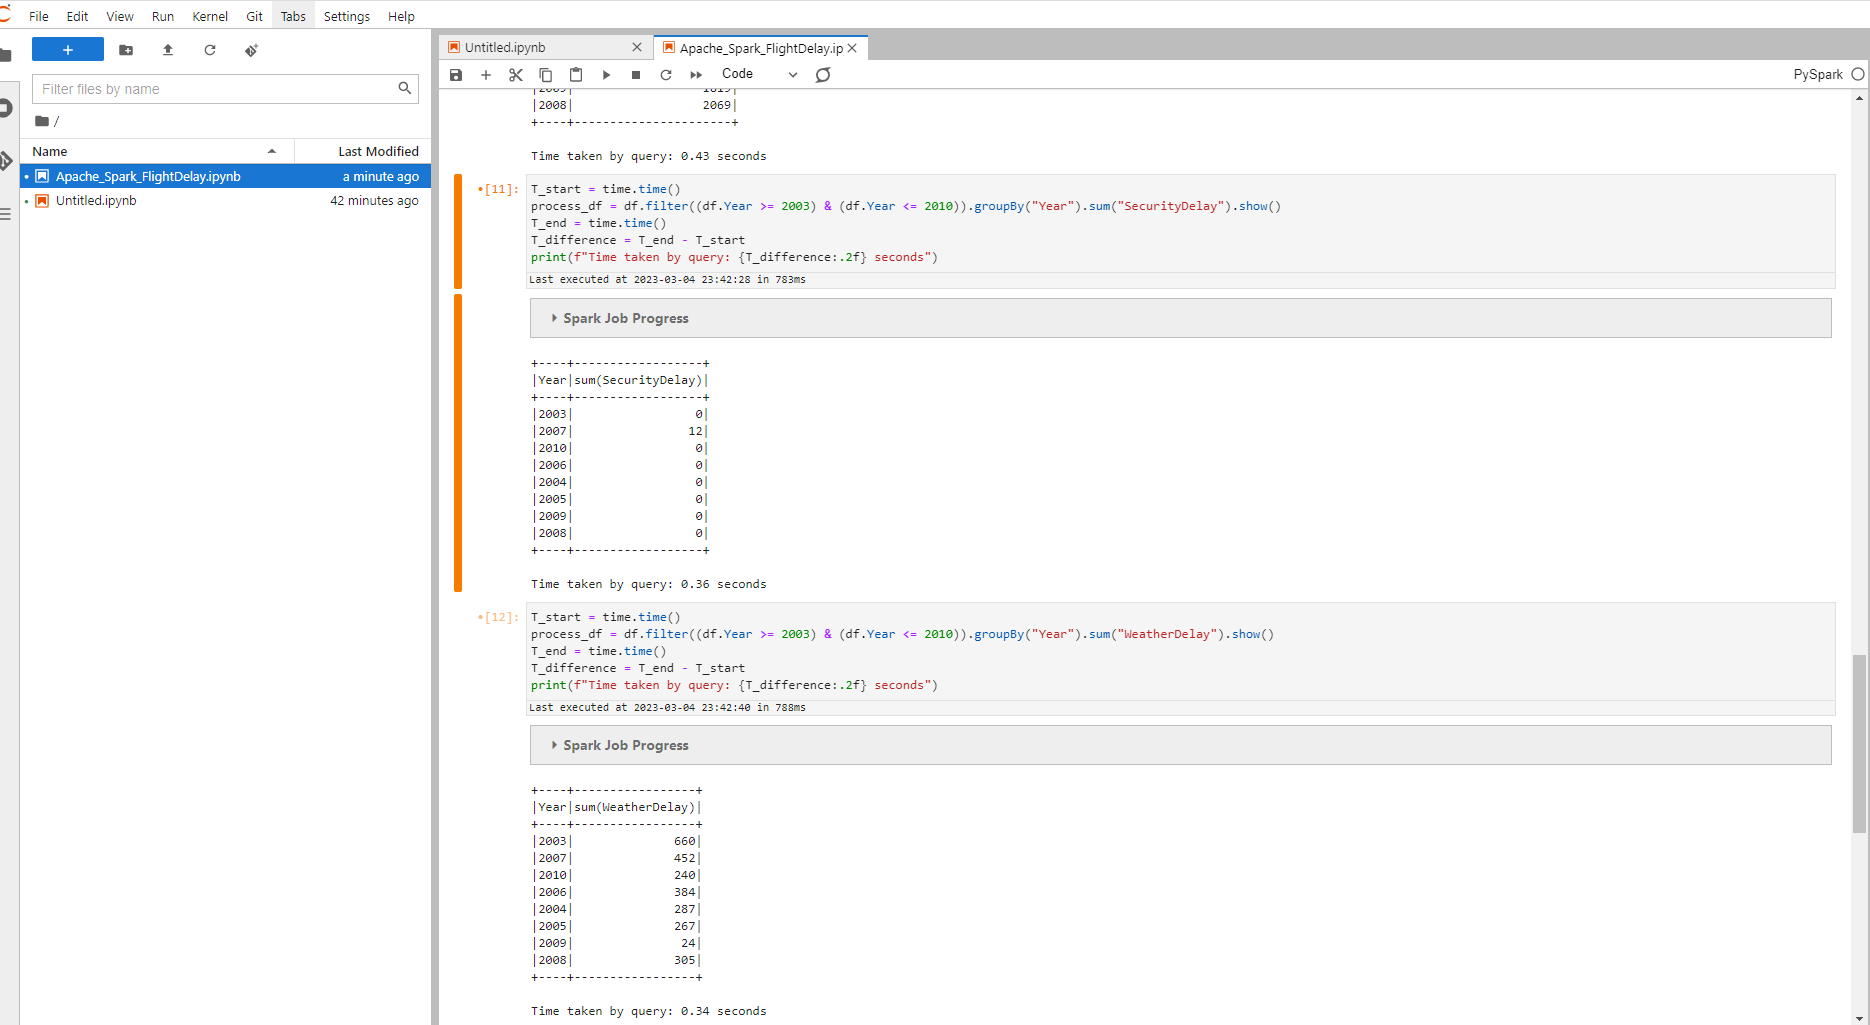 File Edit View Run Kernel Git Tabs Settings Help
+
Filter files by name
/
Name Last Modified
Apache_Spark_FlightDelay.ipynb a minute ago
Untitled.ipynb 42 minutes ago
Untitled.ipynb
Apache_Spark_FlightDelay.ip
Code
PySpark
|2008| 2069|
+----+----------------------+
Time taken by query: 0.43 seconds
[11]:
T_start = time.time()
process_df = df.filter((df.Year >= 2003) & (df.Year <= 2010)).groupBy("Year").sum("SecurityDelay").show()
T_end = time.time()
T_difference = T_end - T_start
print(f"Time taken by query: {T_difference:.2f} seconds")
Last executed at 2023-03-04 23:42:28 in 783ms
Spark Job Progress
+----+------------------+
|Year|sum(SecurityDelay)|
+----+------------------+
|2003| 0|
|2007| 12|
|2010| 0|
|2006| 0|
|2004| 0|
|2005| 0|
|2009| 0|
|2008| 0|
+----+------------------+
Time taken by query: 0.36 seconds
[12]:
T_start = time.time()
process_df = df.filter((df.Year >= 2003) & (df.Year <= 2010)).groupBy("Year").sum("WeatherDelay").show()
T_end = time.time()
T_difference = T_end - T_start
print(f"Time taken by query: {T_difference:.2f} seconds")
Last executed at 2023-03-04 23:42:40 in 788ms
Spark Job Progress
+----+-----------------+
|Year|sum(WeatherDelay)|
+----+-----------------+
|2003| 660|
|2007| 452|
|2010| 240|
|2006| 384|
|2004| 287|
|2005| 267|
|2009| 24|
|2008| 305|
+----+-----------------+
Time taken by query: 0.34 seconds